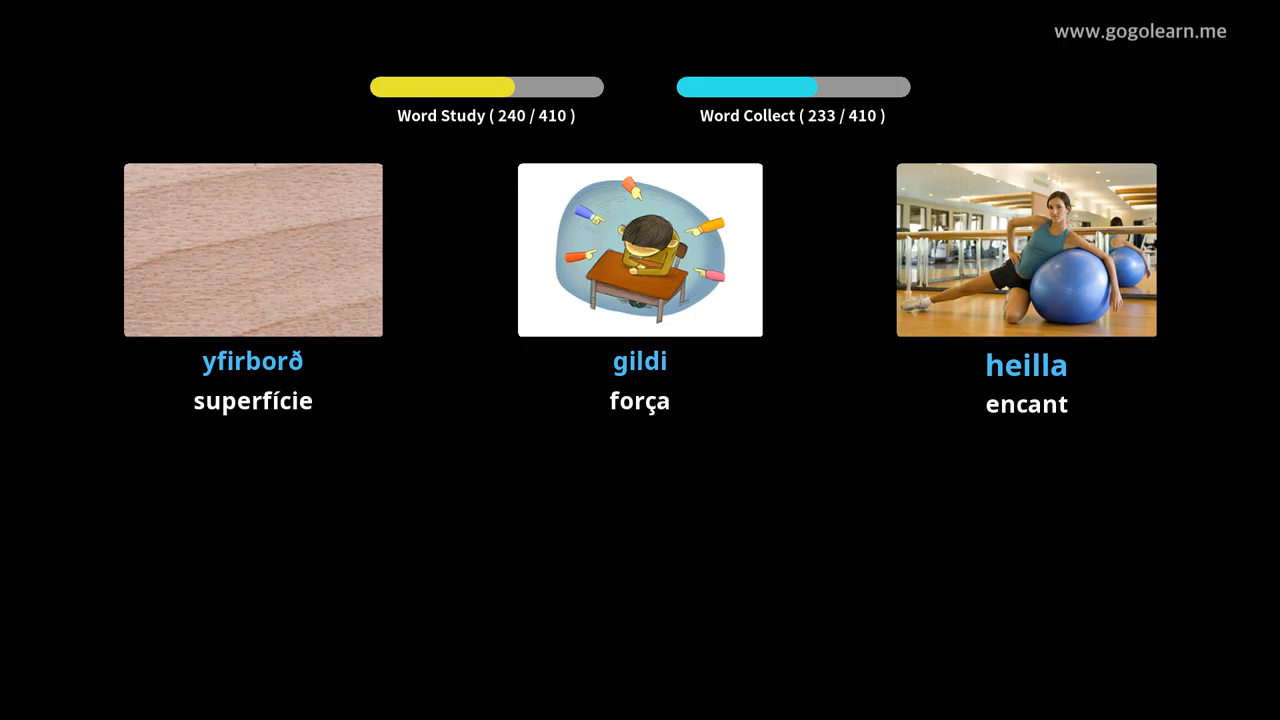 www.gogolearn.me
Word Study ( 240 / 410 )
Word Collect ( 233 / 410 )
yfirborð
superfície
gildi
força
heilla
encant